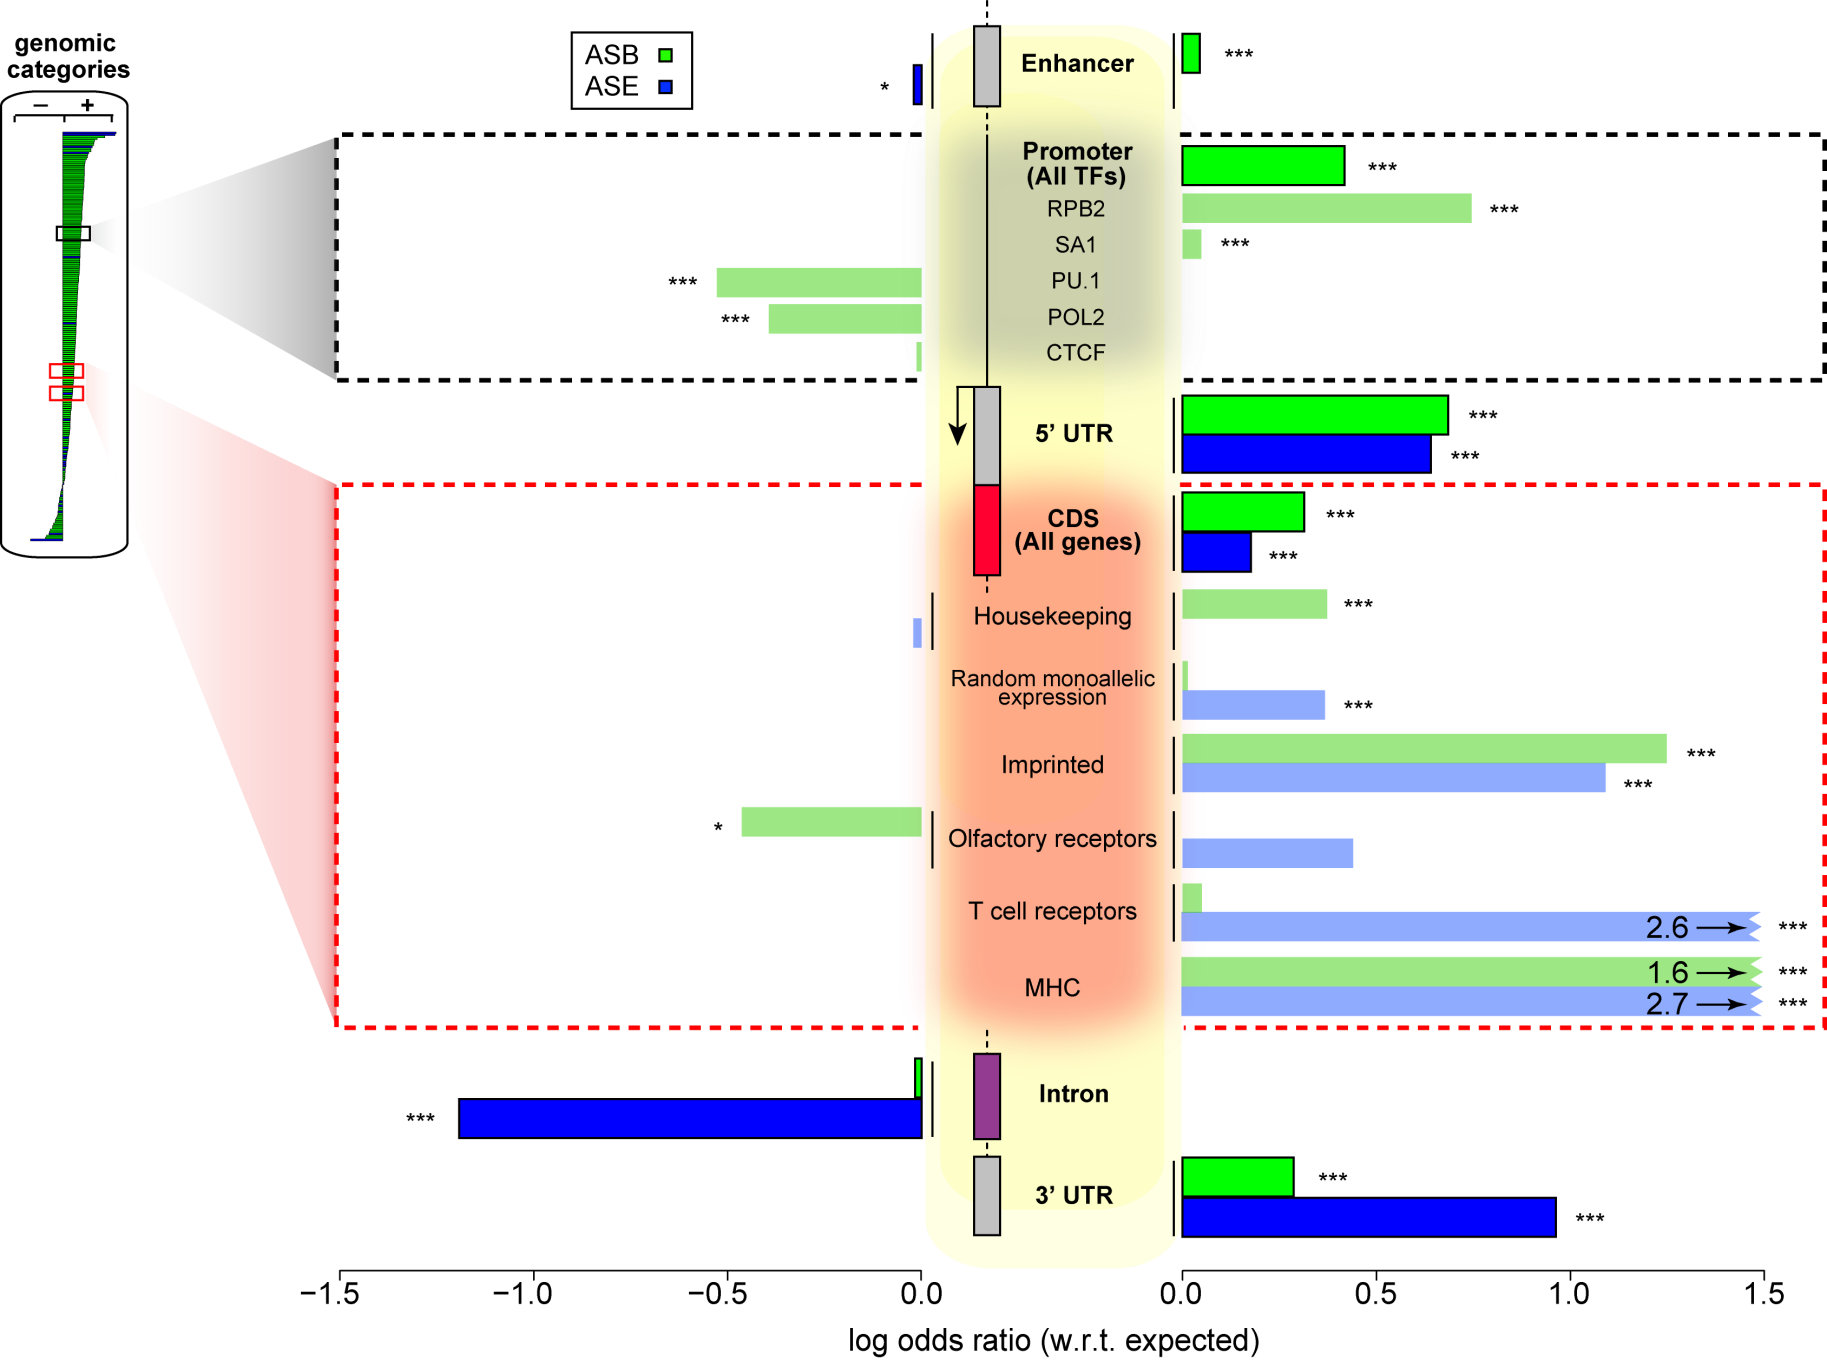 genomic
categories
− +
ASB
ASE
Enhancer
***
*
Promoter
(All TFs)
***
RPB2
***
SA1
***
PU.1
***
POL2
***
CTCF
5’ UTR
***
***
CDS
(All genes)
***
***
Housekeeping
***
Random monoallelic
expression
***
Imprinted
***
***
Olfactory receptors
*
T cell receptors
2.6 ***
1.6 ***
MHC
2.7 ***
Intron
***
3’ UTR
***
***
−1.5 −1.0 −0.5 0.0 0.0 0.5 1.0 1.5
log odds ratio (w.r.t. expected)